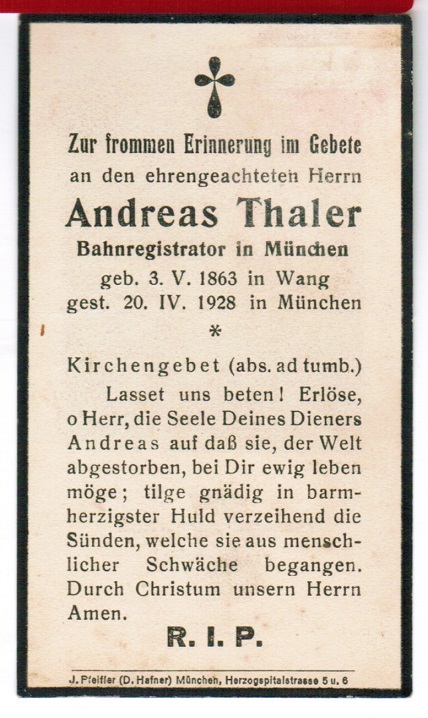 Zur frommen Erinnerung im Gebete
an den ehrengeachteten Herrn
Andreas Thaler
Bahnregistrator in München
geb. 3. V. 1863 in Wang
gest. 20. IV. 1928 in München
*
Kirchengebet (abs. ad tumb.)
Lasset uns beten! Erlöse,
o Herr, die Seele Deines Dieners
Andreas auf daß sie, der Welt
abgestorben, bei Dir ewig leben
möge; tilge gnädig in barm-
herzigster Huld verzeihend die
Sünden, welche sie aus mensch-
licher Schwäche begangen.
Durch Christum unsern Herrn
Amen.
R. I. P.
J. Pfeiffer (D. Hafner) München, Herzogspitalstrasse 5 u. 6